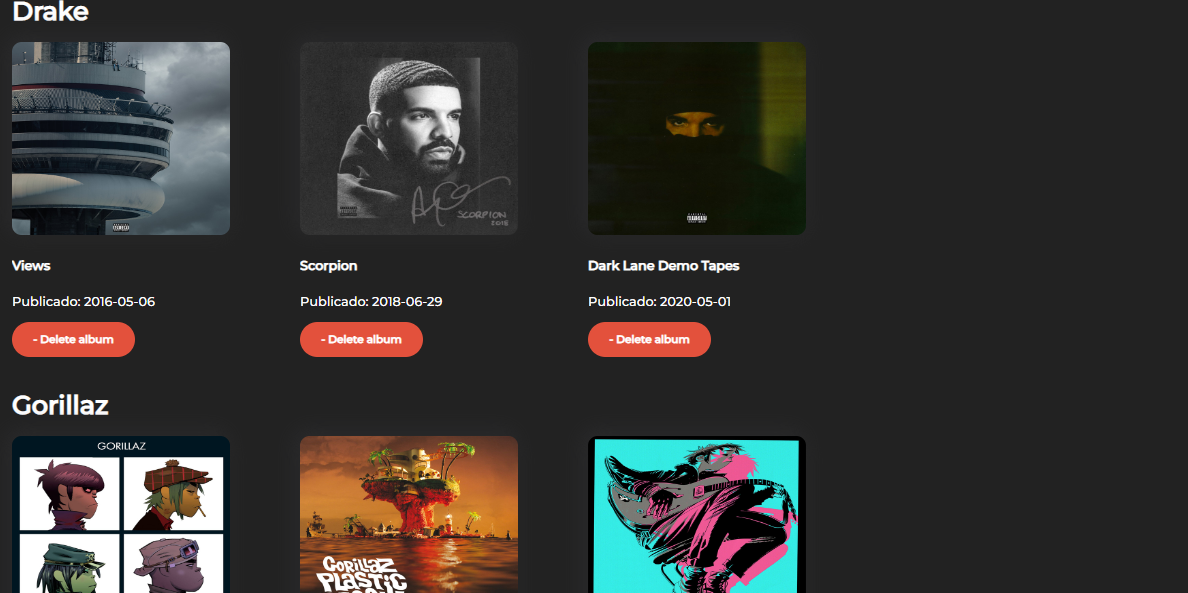 Drake
SCORPION
2018
Views
Scorpion
Dark Lane Demo Tapes
Publicado: 2016-05-06
Publicado: 2018-06-29
Publicado: 2020-05-01
- Delete album
- Delete album
- Delete album
Gorillaz
GORILLAZ
GORILLAZ
PLASTIC